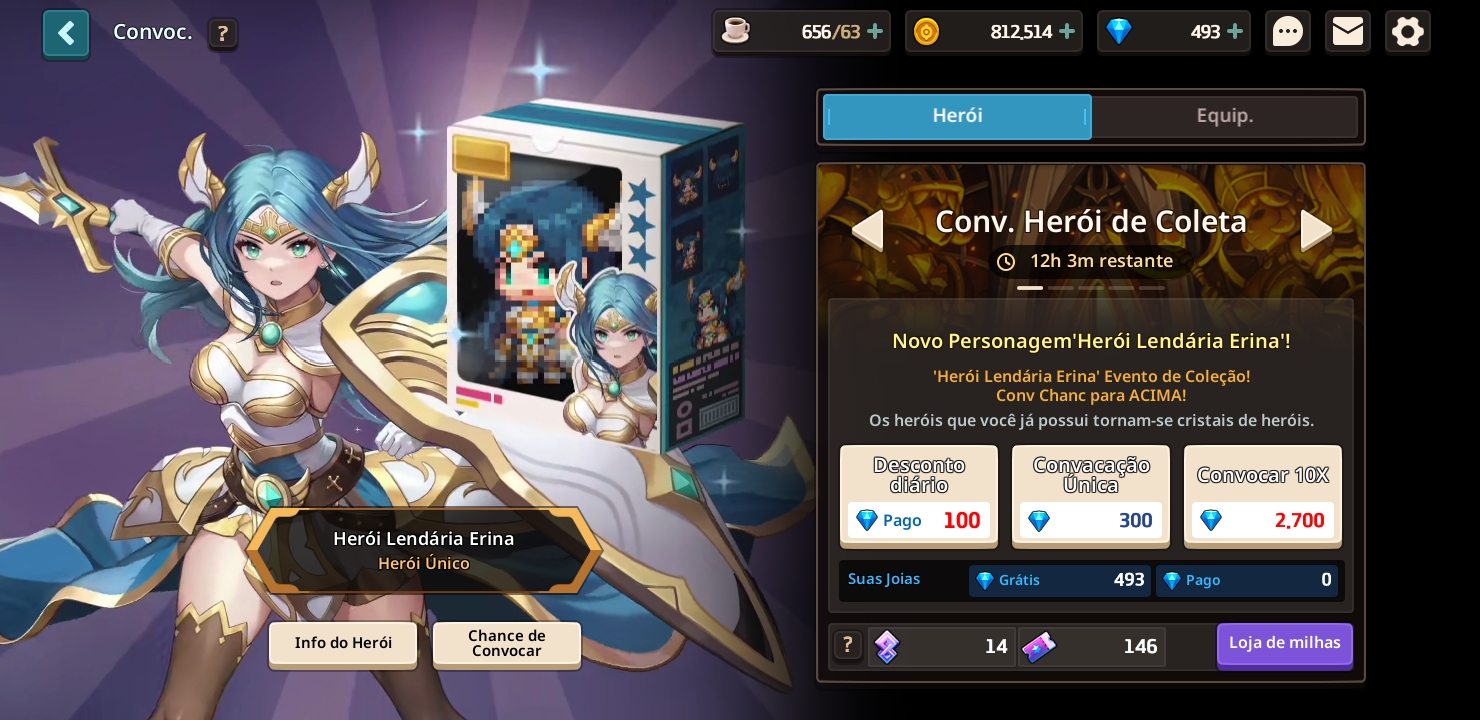 Convoc.
?
656/63
812,514
493
Herói
Equip.
Conv. Herói de Coleta
12h 3m restante
Novo Personagem'Herói Lendária Erina'!
'Herói Lendária Erina' Evento de Coleção!
Conv Chanc para ACIMA!
Os heróis que você já possui tornam-se cristais de heróis.
Desconto
diário
Pago 100
Convacação
Única
300
Convocar 10X
2,700
Suas Joias
Grátis 493
Pago 0
?
14
146
Loja de milhas
Herói Lendária Erina
Herói Único
Info do Herói
Chance de
Convocar